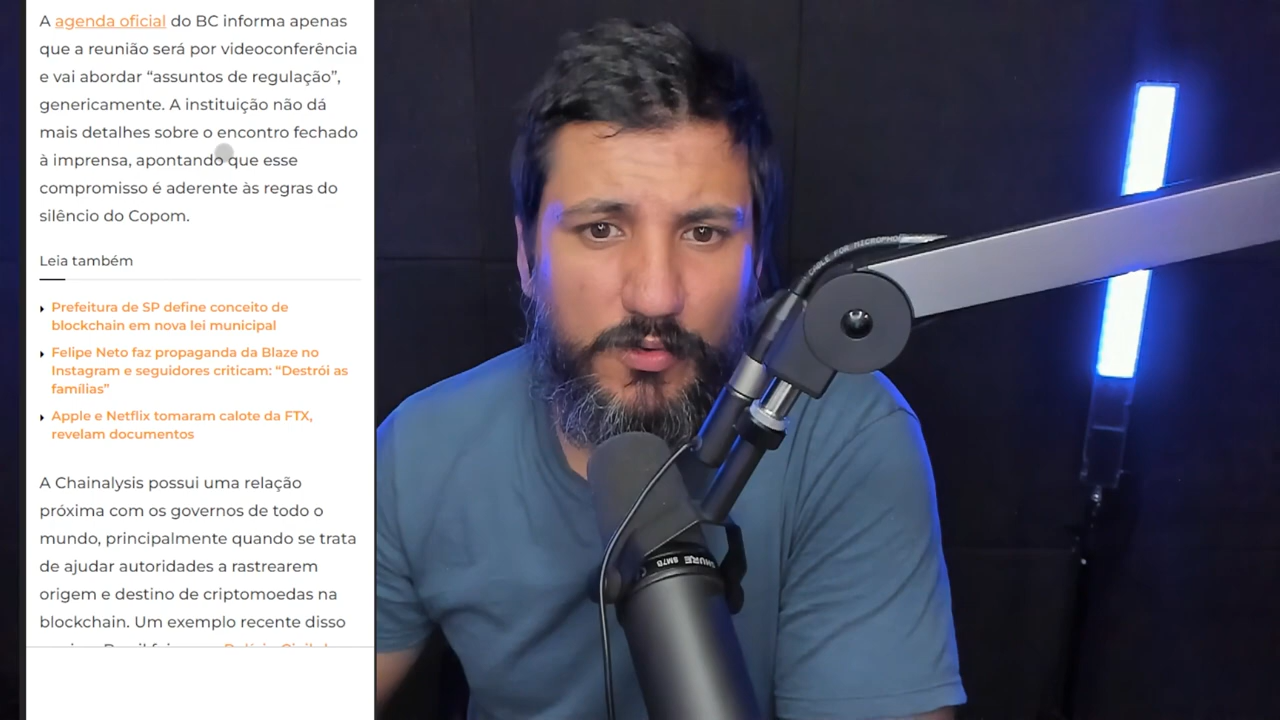 A agenda oficial do BC informa apenas
que a reunião será por videoconferência
e vai abordar “assuntos de regulação”,
genericamente. A instituição não dá
mais detalhes sobre o encontro fechado
à imprensa, apontando que esse
compromisso é aderente às regras do
silêncio do Copom.
Leia também
Prefeitura de SP define conceito de
blockchain em nova lei municipal
Felipe Neto faz propaganda da Blaze no
Instagram e seguidores criticam: “Destrói as
famílias”
Apple e Netflix tomaram calote da FTX,
revelam documentos
A Chainalysis possui uma relação
próxima com os governos de todo o
mundo, principalmente quando se trata
de ajudar autoridades a rastrearem
origem e destino de criptomoedas na
blockchain. Um exemplo recente disso
CABLE FOR MICROPHO
SHURE SM7B